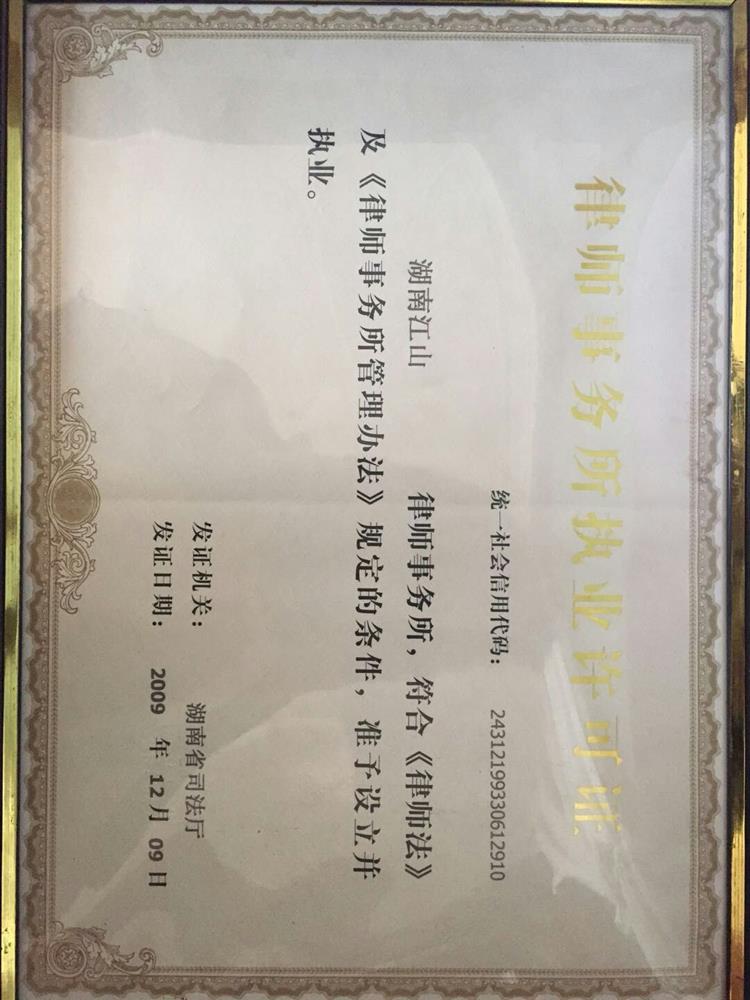 律师事务所执业许可证
统一社会信用代码: 24312199330612910
湖南江山 律师事务所，符合《律师法》
及《律师事务所管理办法》规定的条件，准予设立并
执业。
发证机关: 湖南省司法厅
发证日期: 2009 年 12 月 09 日